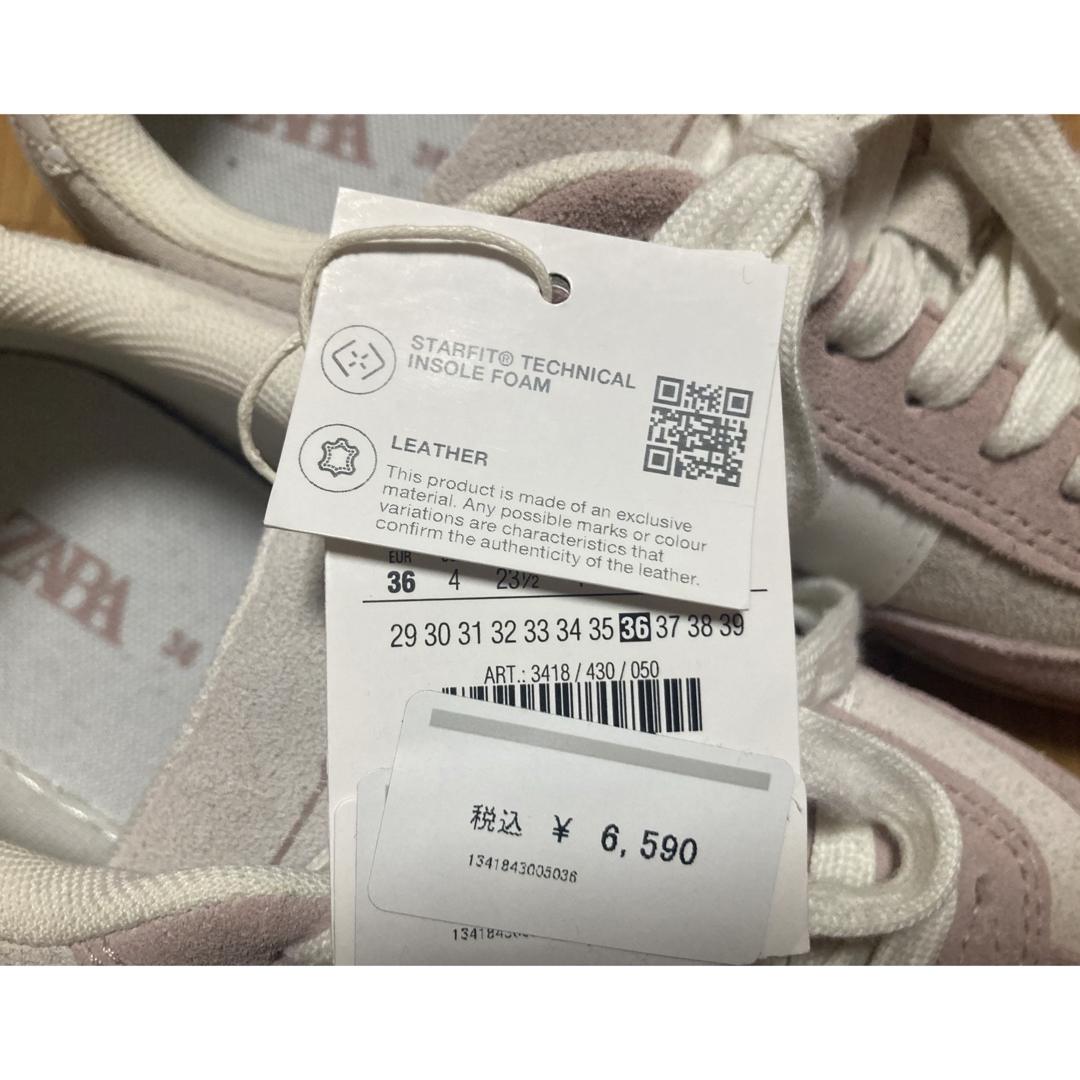 ZARA
STARFIT® TECHNICAL
INSOLE FOAM
LEATHER
This product is made of an exclusive
material. Any possible marks or colour
variations are characteristics that
confirm the authenticity of the leather.
EUR
36 4 23½
29 30 31 32 33 34 35 36 37 38 39
ART.: 3418 / 430 / 050
税込 ¥ 6,590
1341843005036
ZARA